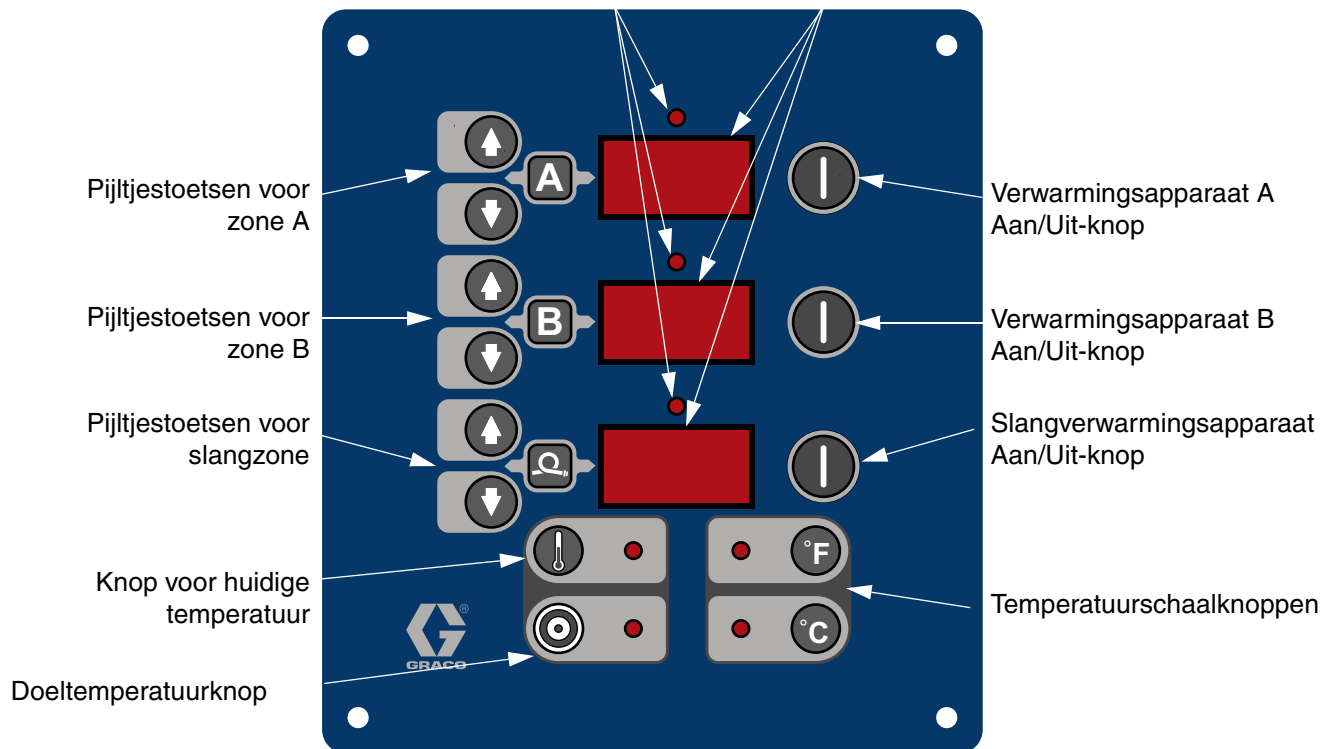 Pijltjestoetsen voor
zone A
A
Verwarmingsapparaat A
Aan/Uit-knop
Pijltjestoetsen voor
zone B
B
Verwarmingsapparaat B
Aan/Uit-knop
Pijltjestoetsen voor
slangzone
Slangverwarmingsapparaat
Aan/Uit-knop
Knop voor huidige
temperatuur
°F
°C
Temperatuurschaalknoppen
GRACO
®
Doeltemperatuurknop